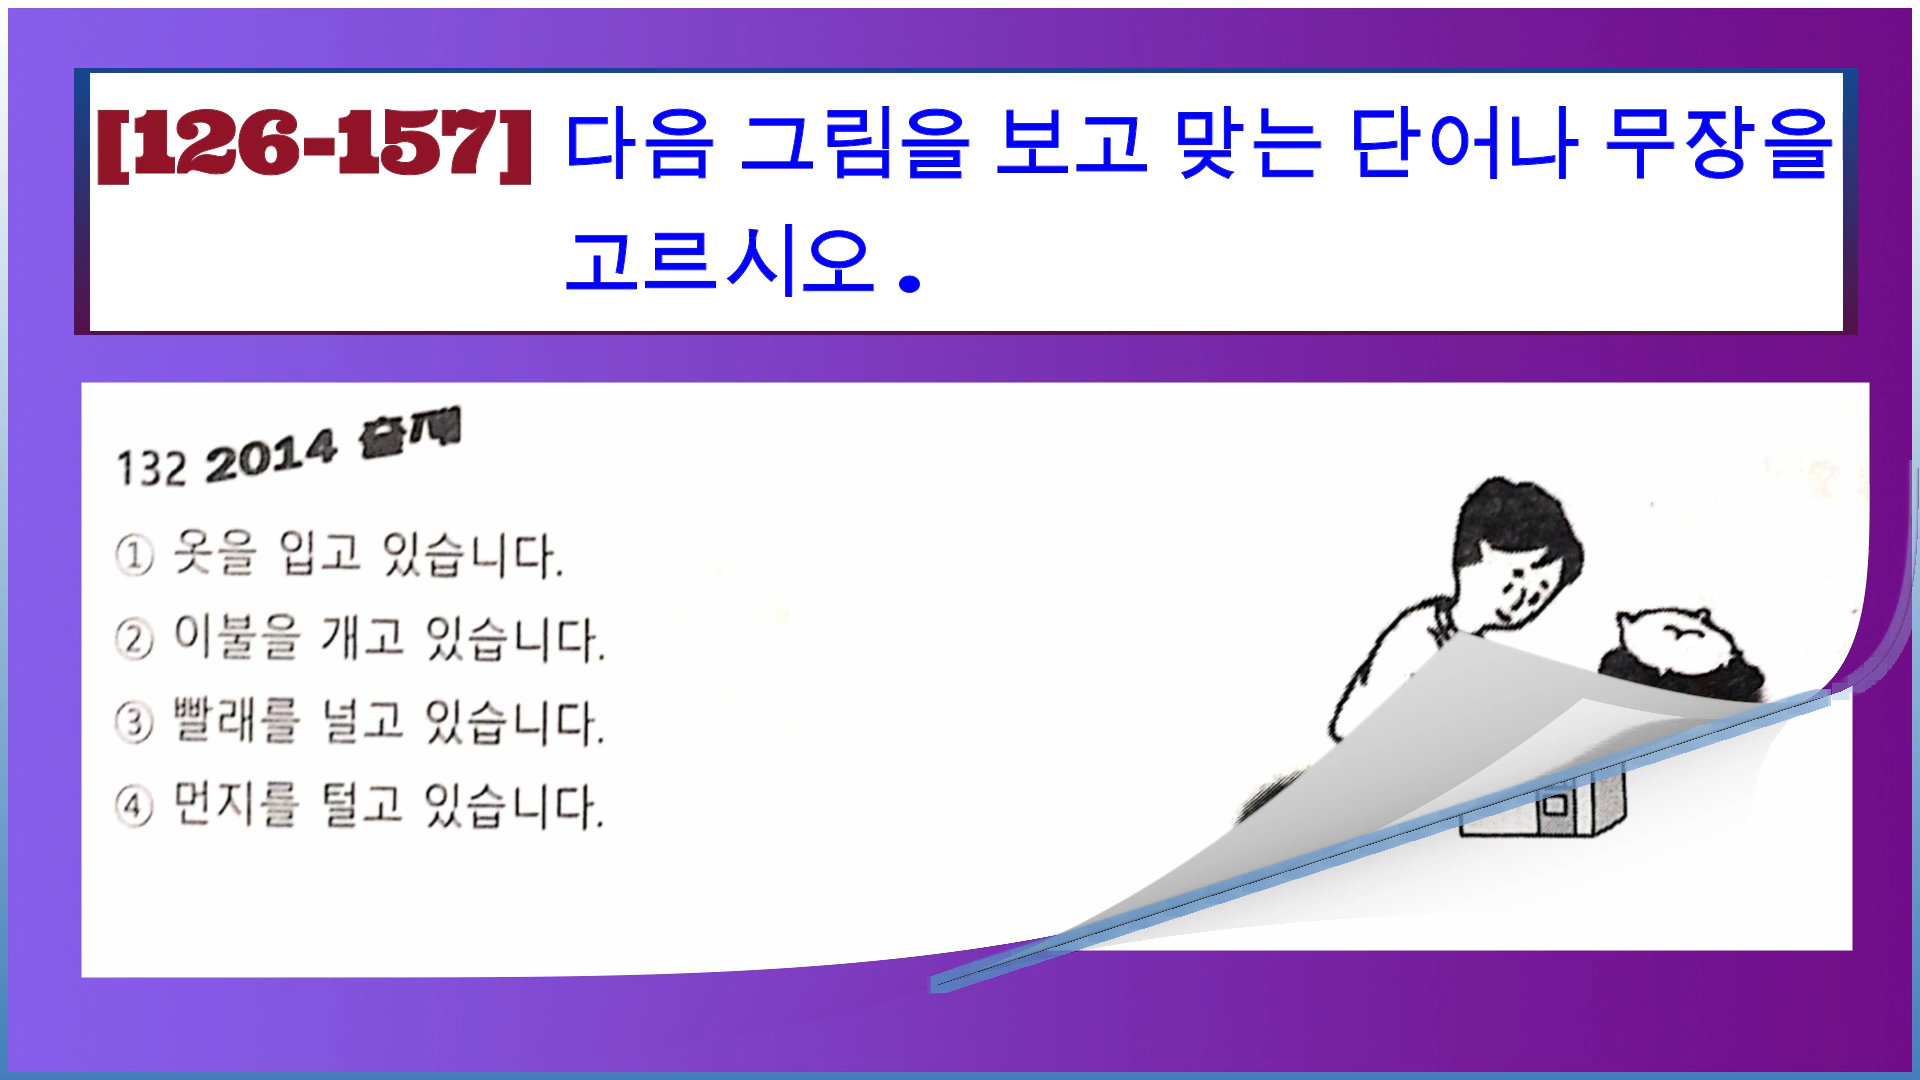 [126-157] 다음 그림을 보고 맞는 단어나 무장을
고르시오.
132 2014 출제
① 옷을 입고 있습니다.
② 이불을 개고 있습니다.
③ 빨래를 널고 있습니다.
④ 먼지를 털고 있습니다.